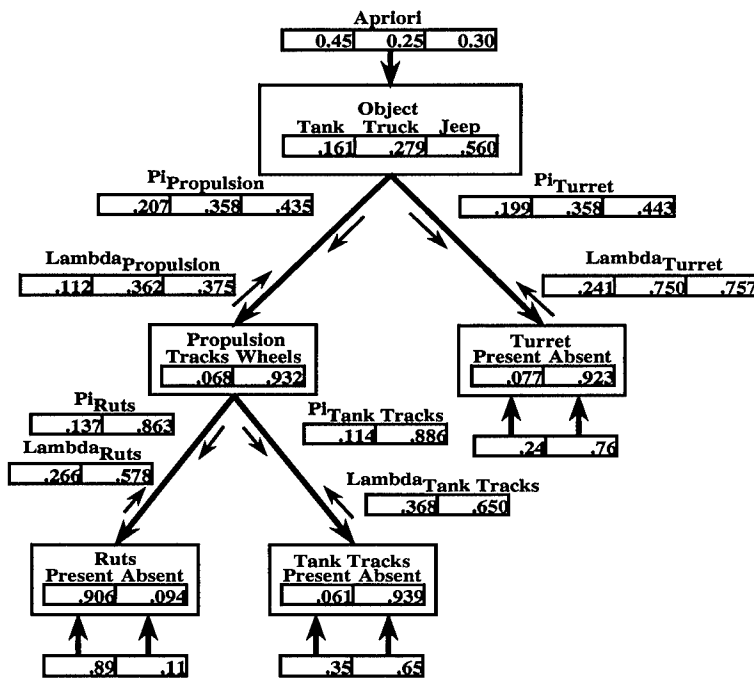 Apriori
0.45 0.25 0.30
Object
Tank Truck Jeep
.161 .279 .560
PiPropulsion
.207 .358 .435
PiTurret
.199 .358 .443
LambdaPropulsion
.112 .362 .375
LambdaTurret
.241 .750 .757
Propulsion
Tracks Wheels
.068 .932
Turret
Present Absent
.077 .923
PiRuts
.137 .863
PiTank Tracks
.114 .886
.24 .76
LambdaRuts
.266 .578
LambdaTank Tracks
.368 .650
Ruts
Present Absent
.906 .094
Tank Tracks
Present Absent
.061 .939
.89 .11
.35 .65